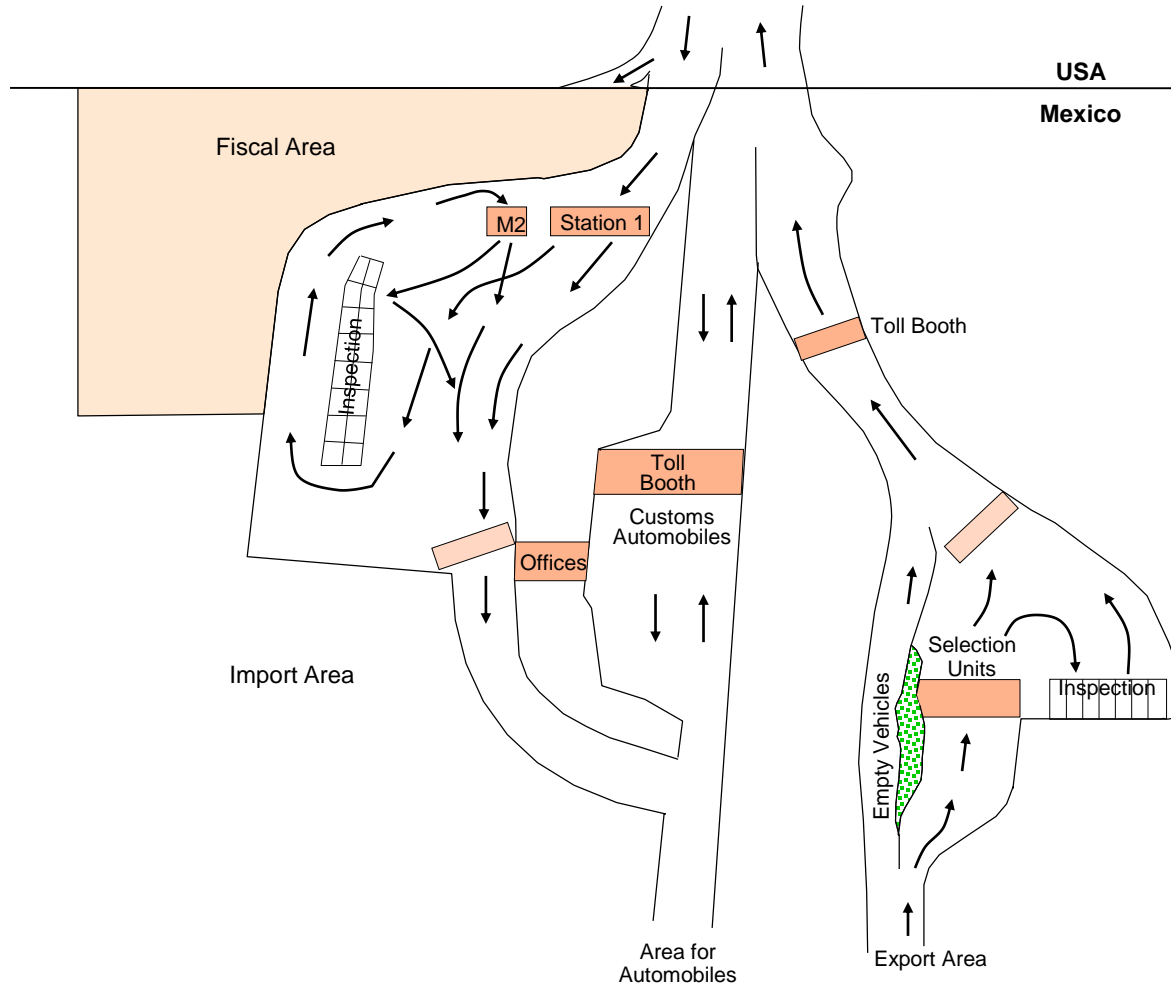 USA
Mexico
Fiscal Area
M2
Station 1
Inspection
Toll Booth
Toll
Booth
Customs
Automobiles
Offices
Import Area
Selection
Units
Inspection
Empty Vehicles
Area for
Automobiles
Export Area